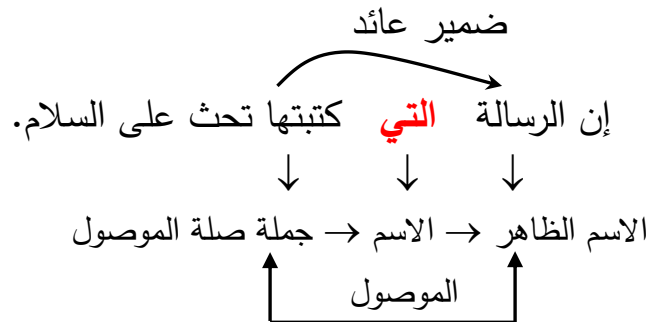 ضمير عائد
إن الرسالة التي كتبتها تحث على السلام.
↓ ↓ ↓
الاسم الظاهر → الاسم → جملة صلة الموصول
الموصول